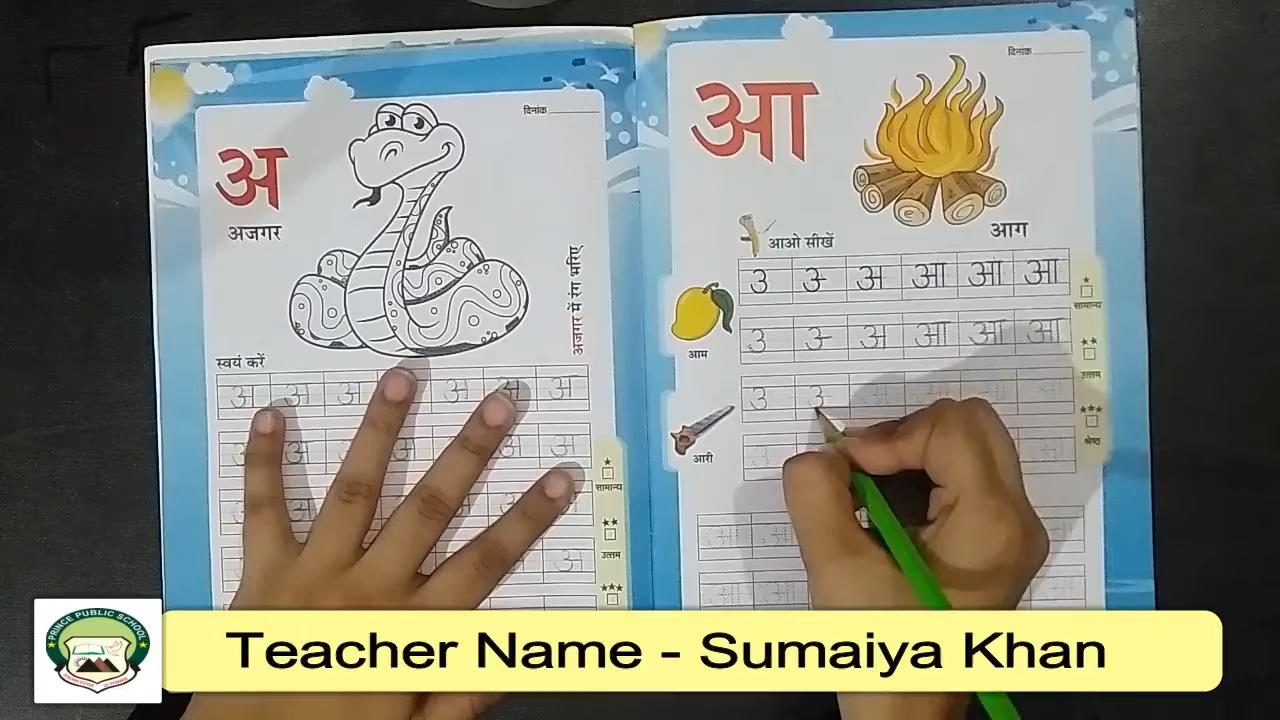 दिनांक
अ
अजगर
अजगर में रंग भरिए
स्वयं करें
अ अ अ अ अ अ
अ अ अ अ अ
सामान्य
उत्तम
दिनांक
आ
आग
आओ सीखें
उ अ आ आ आ
उ अ आ आ आ
आम
आरी
सामान्य
उत्तम
श्रेष्ठ
PRINCE PUBLIC SCHOOL
Teacher Name - Sumaiya Khan